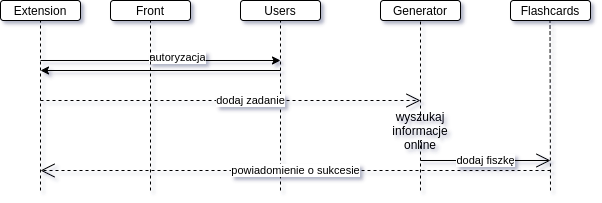 Extension
Front
Users
Generator
Flashcards
autoryzacja
dodaj zadanie
wyszukaj
informacje
online
dodaj fiszkę
powiadomienie o sukcesie